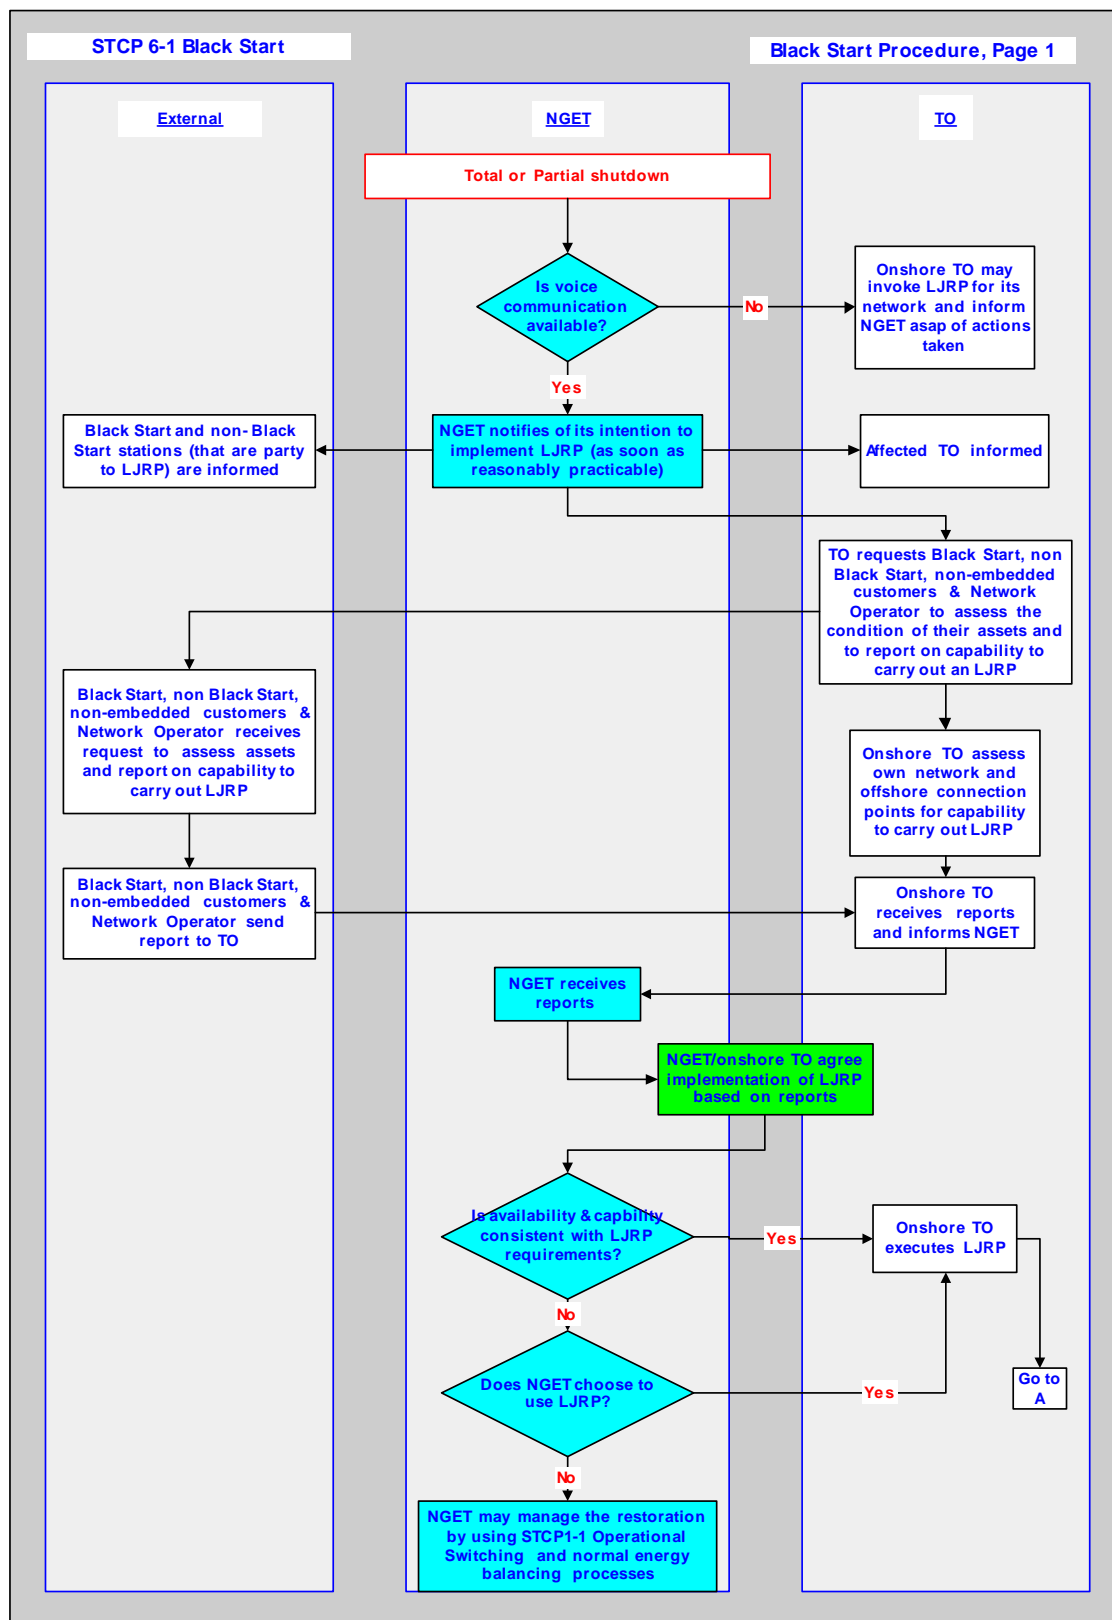 STCP 6-1 Black Start
Black Start Procedure, Page 1
External
NGET
TO
Total or Partial shutdown
Is voice
communication
available?
No
Onshore TO may
invoke LJRP for its
network and inform
NGET asap of actions
taken
Yes
Black Start and non- Black
Start stations (that are party
to LJRP) are informed
NGET notifies of its intention to
implement LJRP (as soon as
reasonably practicable)
Affected TO informed
TO requests Black Start, non
Black Start, non-embedded
customers & Network
Operator to assess the
condition of their assets and
to report on capability to
carry out an LJRP
Black Start, non Black Start,
non-embedded customers &
Network Operator receives
request to assess assets
and report on capability to
carry out LJRP
Onshore TO assess
own network and
offshore connection
points for capability
to carry out LJRP
Black Start, non Black Start,
non-embedded customers &
Network Operator send
report to TO
Onshore TO
receives reports
and informs NGET
NGET receives
reports
NGET/onshore TO agree
implementation of LJRP
based on reports
Is availability & capbility
consistent with LJRP
requirements?
Yes
Onshore TO
executes LJRP
No
Does NGET choose to
use LJRP?
Yes
Go to
A
No
NGET may manage the restoration
by using STCP1-1 Operational
Switching and normal energy
balancing processes